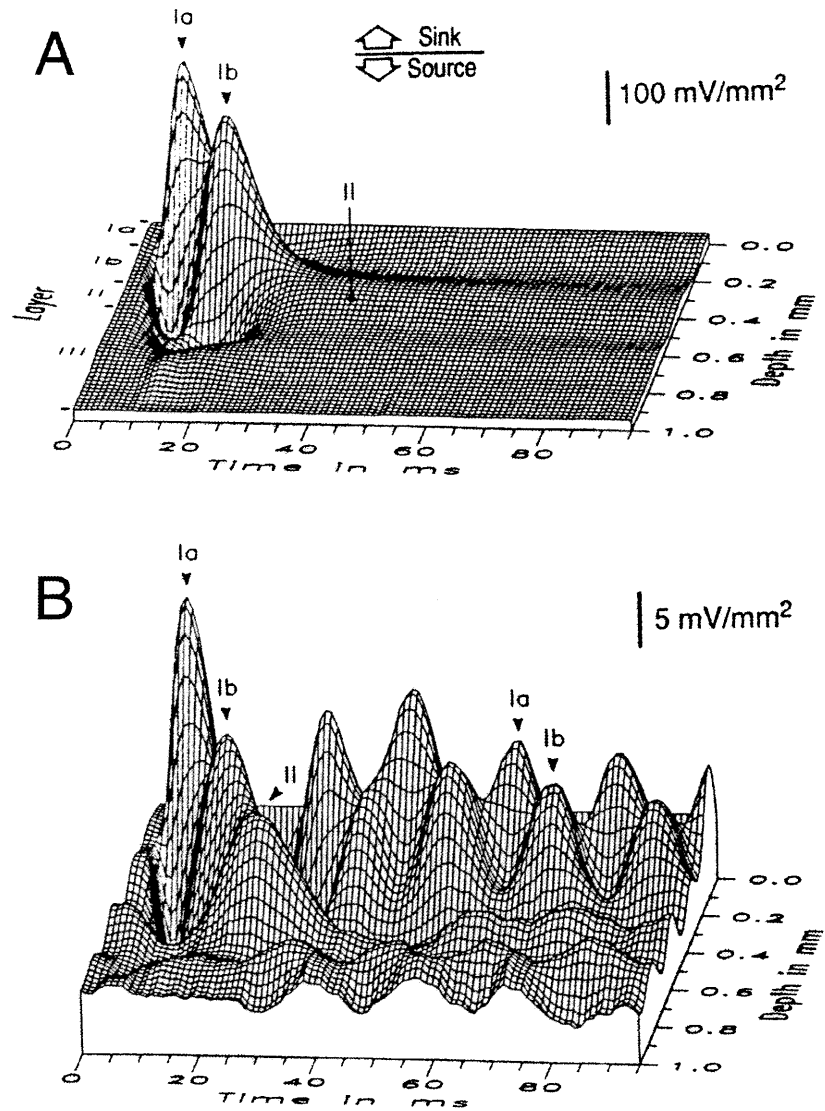 A
Ia
Ib
Sink
Source
100 mV/mm²
II
Layer
Ia
Ib
II
III
0.0
0.2
0.4
0.6
0.8
1.0
Depth in mm
0
20
40
60
80
Time in ms
B
Ia
Ib
II
Ia
Ib
5 mV/mm²
0.0
0.2
0.4
0.6
0.8
1.0
Depth in mm
0
20
40
60
80
Time in ms